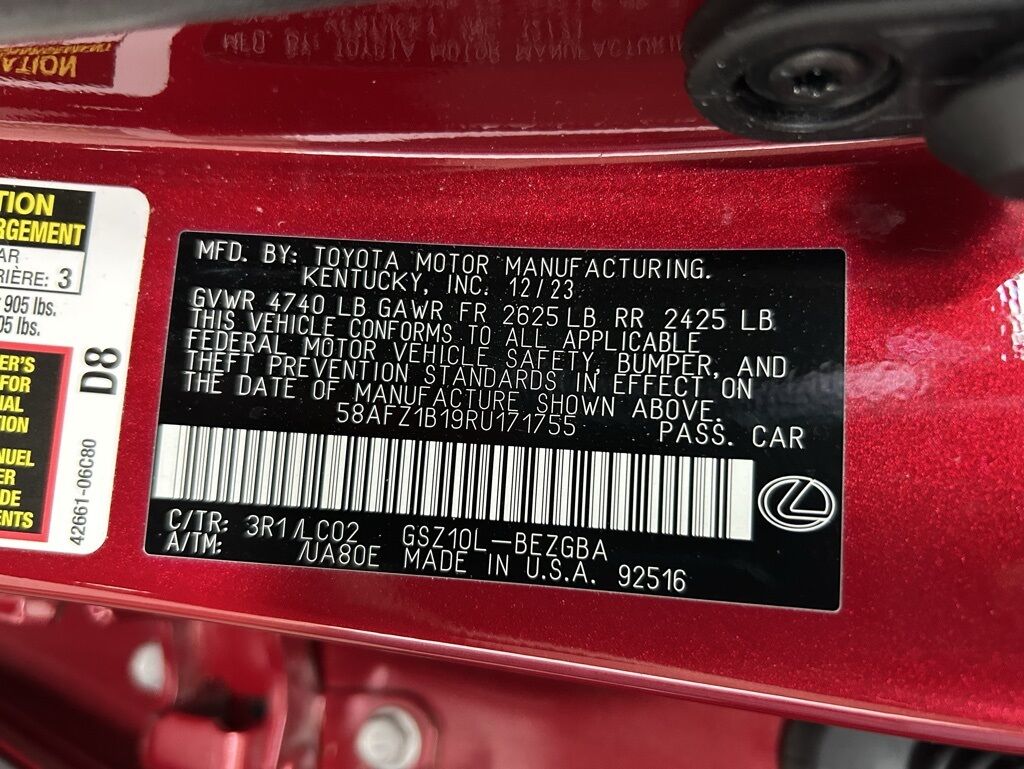 MFD. BY: TOYOTA MOTOR MANUFACTURING.
KENTUCKY, INC. 12/23
GVWR 4740 LB GAWR FR 2625 LB RR 2425 LB
THIS VEHICLE CONFORMS TO ALL APPLICABLE
FEDERAL MOTOR VEHICLE SAFETY, BUMPER, AND
THEFT PREVENTION STANDARDS IN EFFECT ON
THE DATE OF MANUFACTURE SHOWN ABOVE.
58AFZ1B19RU171755 PASS. CAR
C/TR: 3R1/LC02 GSZ10L-BEZGBA
A/TM: /UA80E MADE IN U.S.A. 92516
3
905 lbs.
D8
42661-06C80